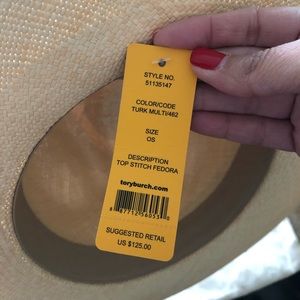 STYLE NO.
51135147
COLOR/CODE
TURK MULTI/462
SIZE
OS
DESCRIPTION
TOP STITCH FEDORA
toryburch.com
SUGGESTED RETAIL
US $125.00